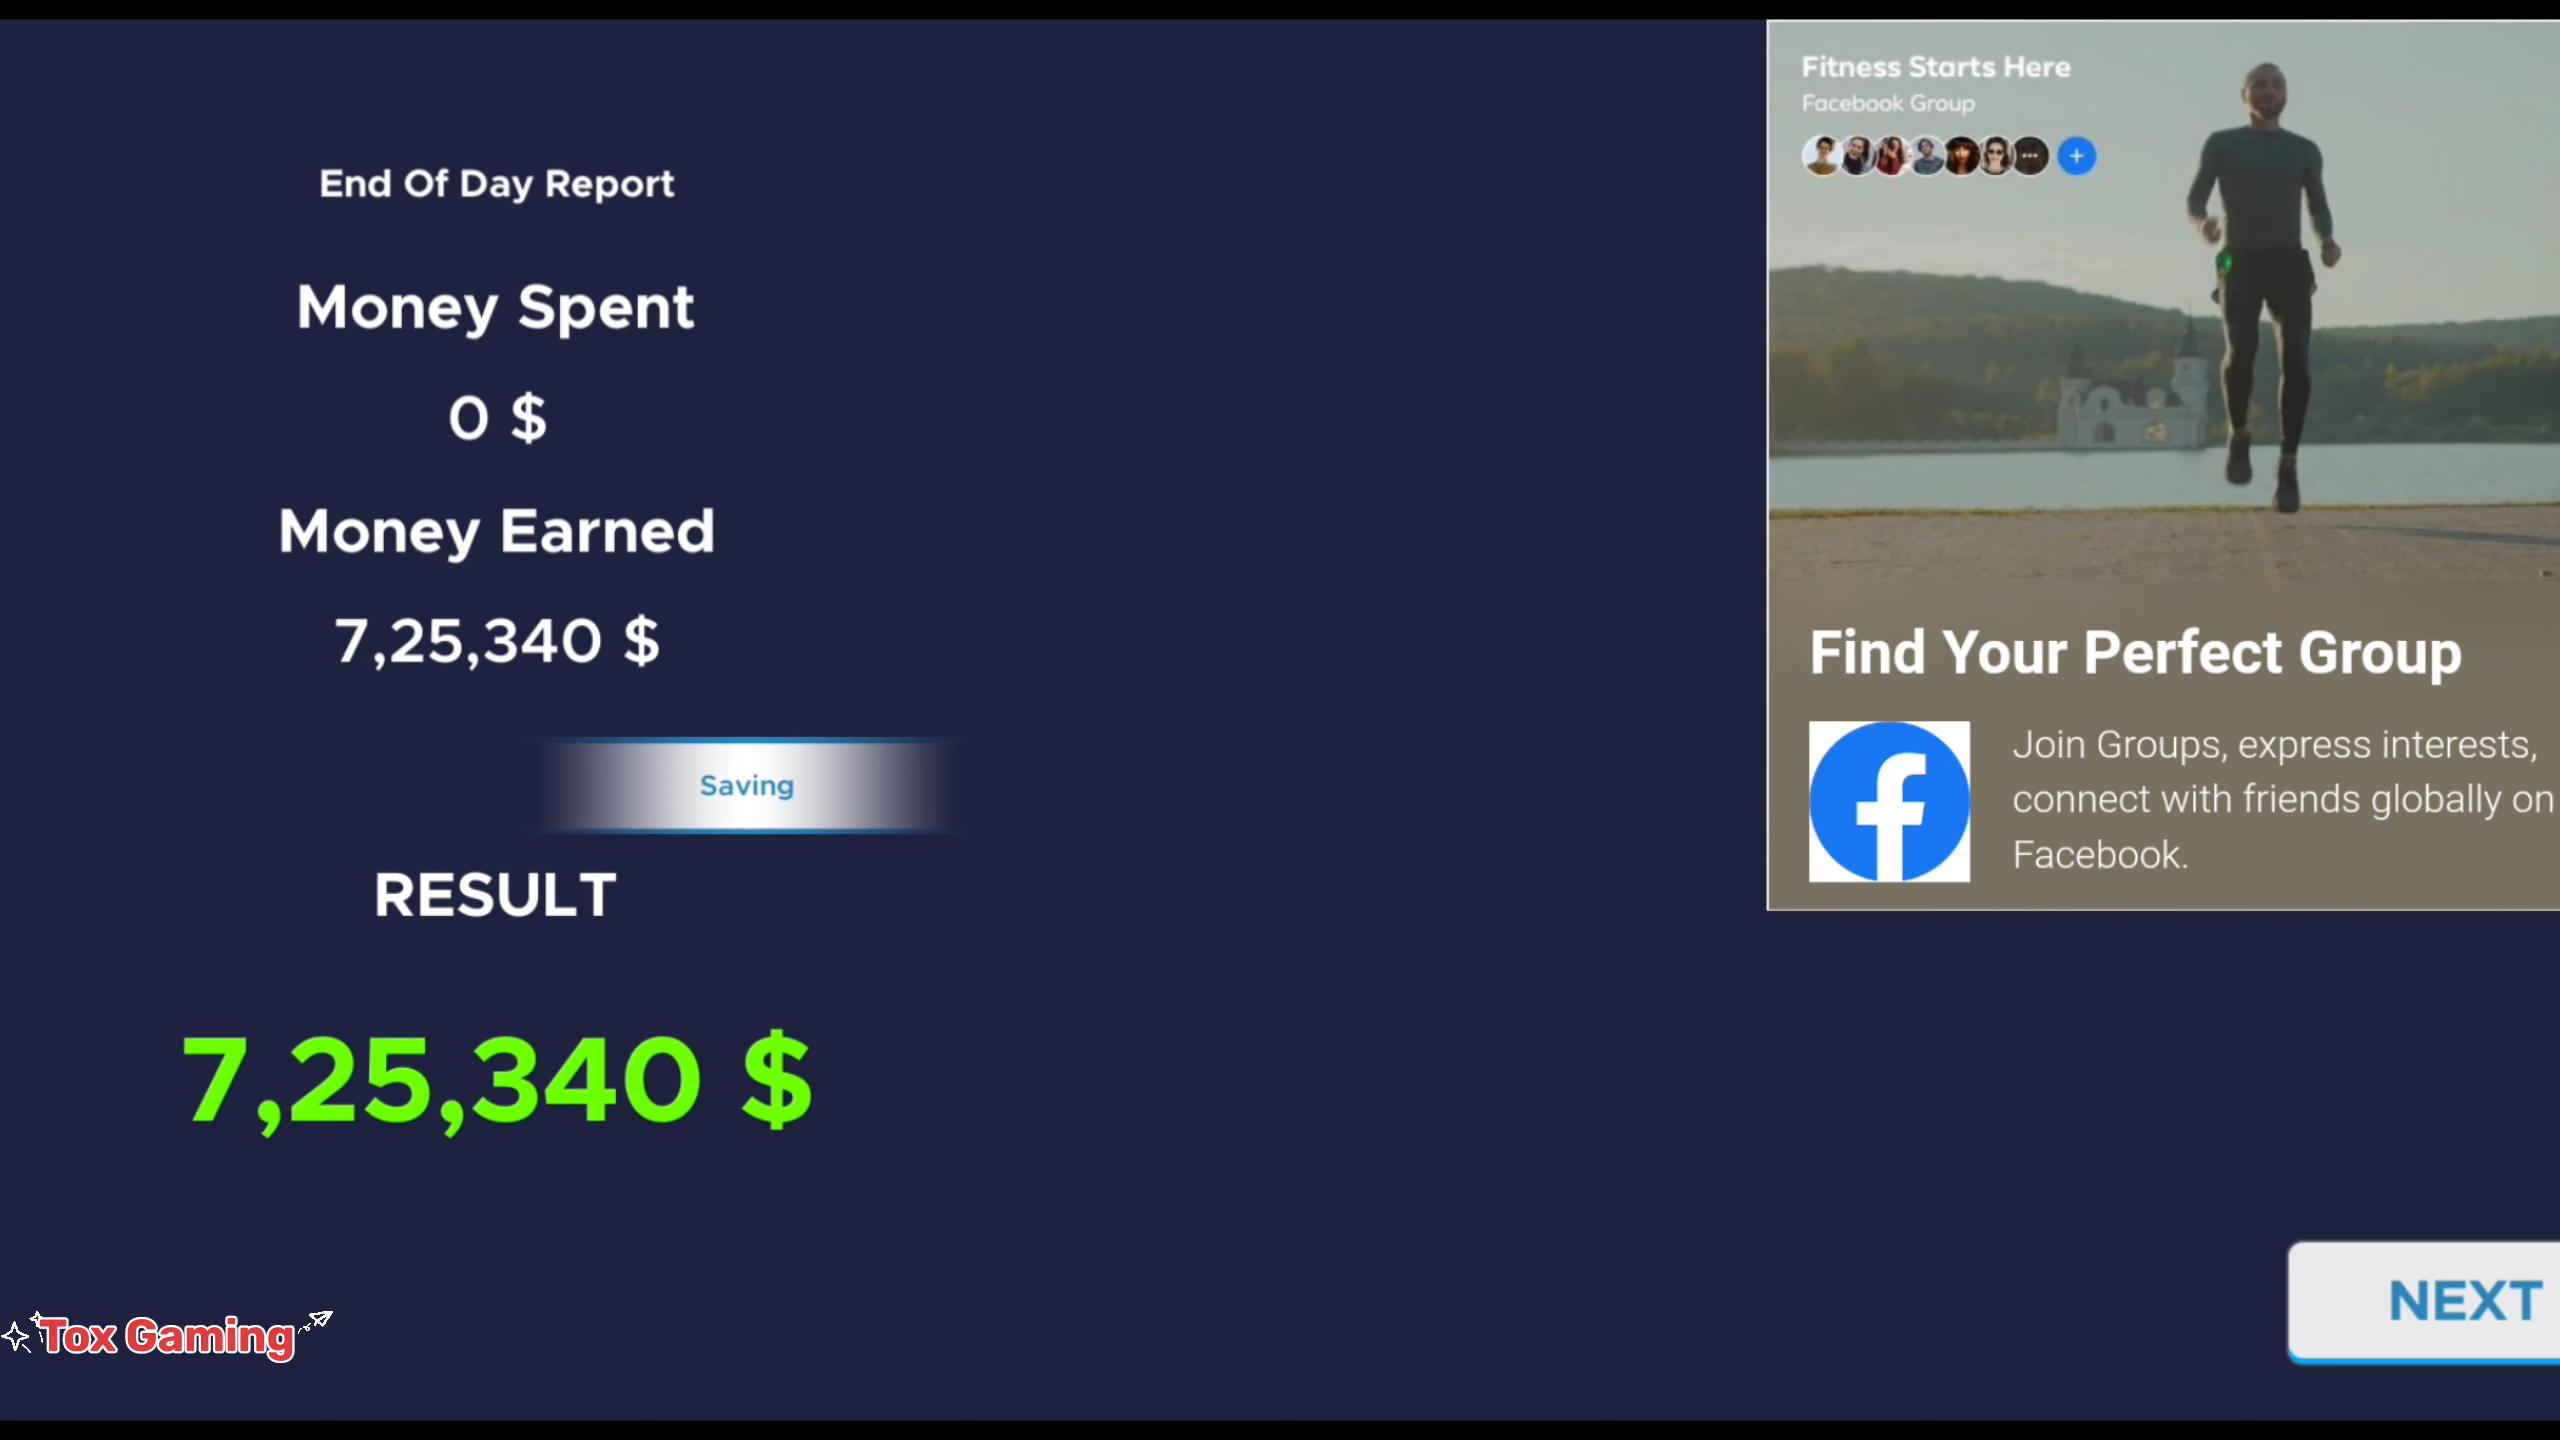 End Of Day Report
Money Spent
0 $
Money Earned
7,25,340 $
Saving
RESULT
7,25,340 $
Tox Gaming
Fitness Starts Here
Facebook Group
Find Your Perfect Group
Join Groups, express interests,
connect with friends globally on
Facebook.
NEXT